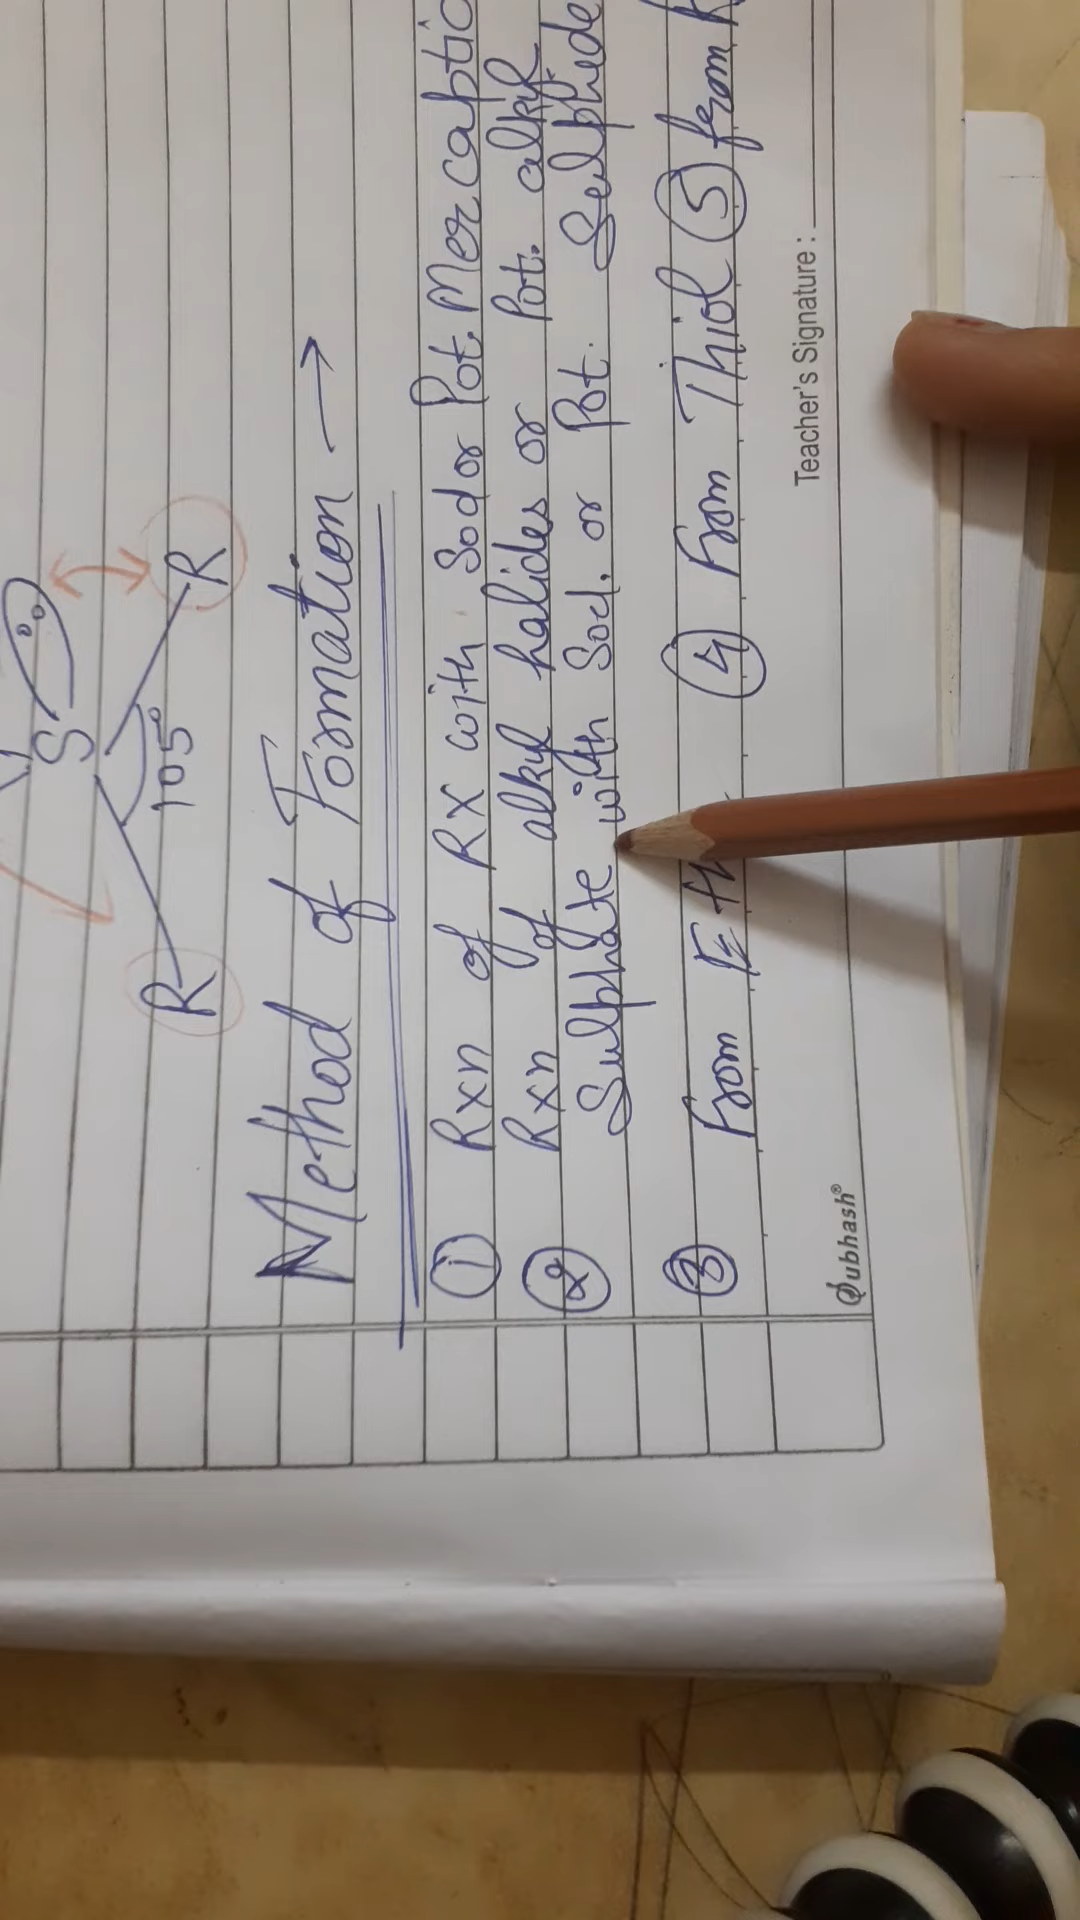 S
R 105° R
Method of Formation →
① Rxn of RX with Sod or Pot. Mercaptio
② Rxn of alkyl halides or Pot. alkyl
Sulphate with Sod. or Pot. Sulphide
③ From ④ From Thiol ⑤ from
Teacher's Signature :
Subhash®